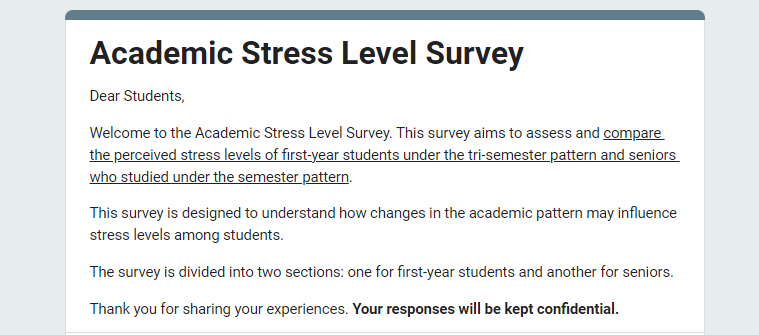 Academic Stress Level Survey
Dear Students,
Welcome to the Academic Stress Level Survey. This survey aims to assess and compare
the perceived stress levels of first-year students under the tri-semester pattern and seniors
who studied under the semester pattern.
This survey is designed to understand how changes in the academic pattern may influence
stress levels among students.
The survey is divided into two sections: one for first-year students and another for seniors.
Thank you for sharing your experiences. Your responses will be kept confidential.